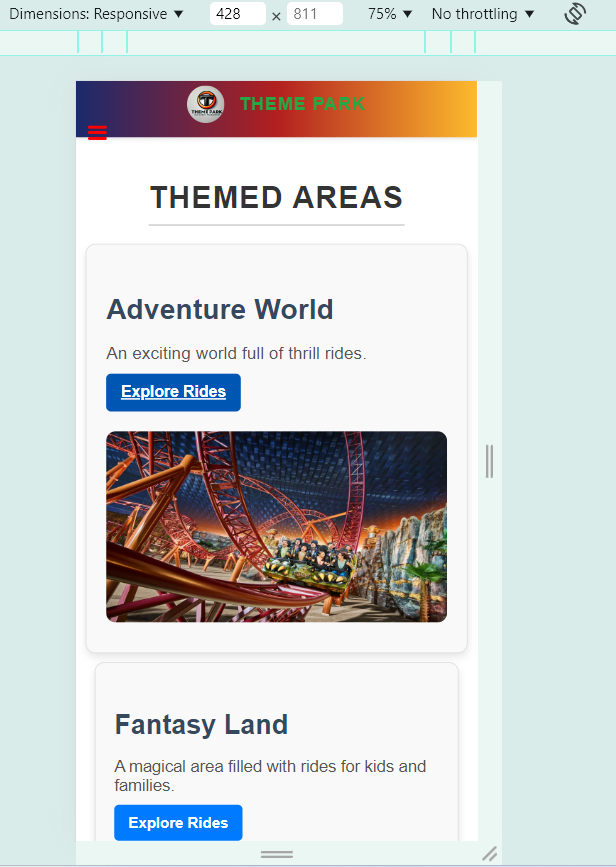 Dimensions: Responsive ▼ 428 × 811 75% ▼ No throttling ▼
THEME PARK THEME PARK
THEMED AREAS
Adventure World
An exciting world full of thrill rides.
Explore Rides
Fantasy Land
A magical area filled with rides for kids and
families.
Explore Rides